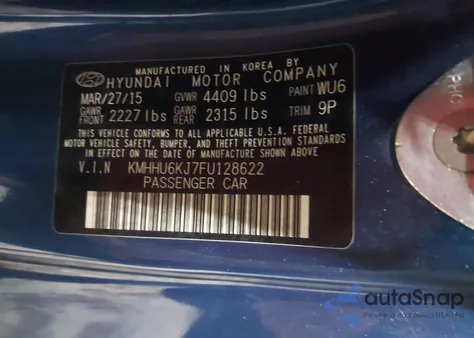 MANUFACTURED IN KOREA BY
HYUNDAI MOTOR COMPANY
MAR/27/15 GVWR 4409 lbs PAINT WU6
GAWR FRONT 2227 lbs GAWR REAR 2315 lbs TRIM 9P
THIS VEHICLE CONFORMS TO ALL APPLICABLE U.S.A. FEDERAL
MOTOR VEHICLE SAFETY, BUMPER, AND THEFT PREVENTION STANDARDS
IN EFFECT ON THE DATE OF MANUFACTURE SHOWN ABOVE.
V.I.N KMHHU6KJ7FU128622
PASSENGER CAR
PHC
autoSnap